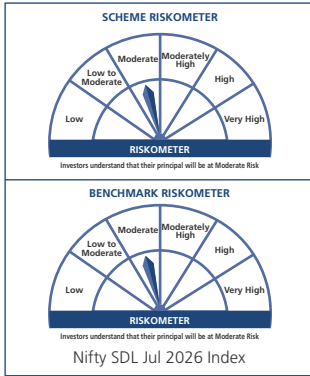 SCHEME RISKOMETER
Low
Low to
Moderate
Moderate
Moderately
High
High
Very High
RISKOMETER
Investors understand that their principal will be at Moderate Risk
BENCHMARK RISKOMETER
Low
Low to
Moderate
Moderate
Moderately
High
High
Very High
RISKOMETER
Investors understand that their principal will be at Moderate Risk
Nifty SDL Jul 2026 Index